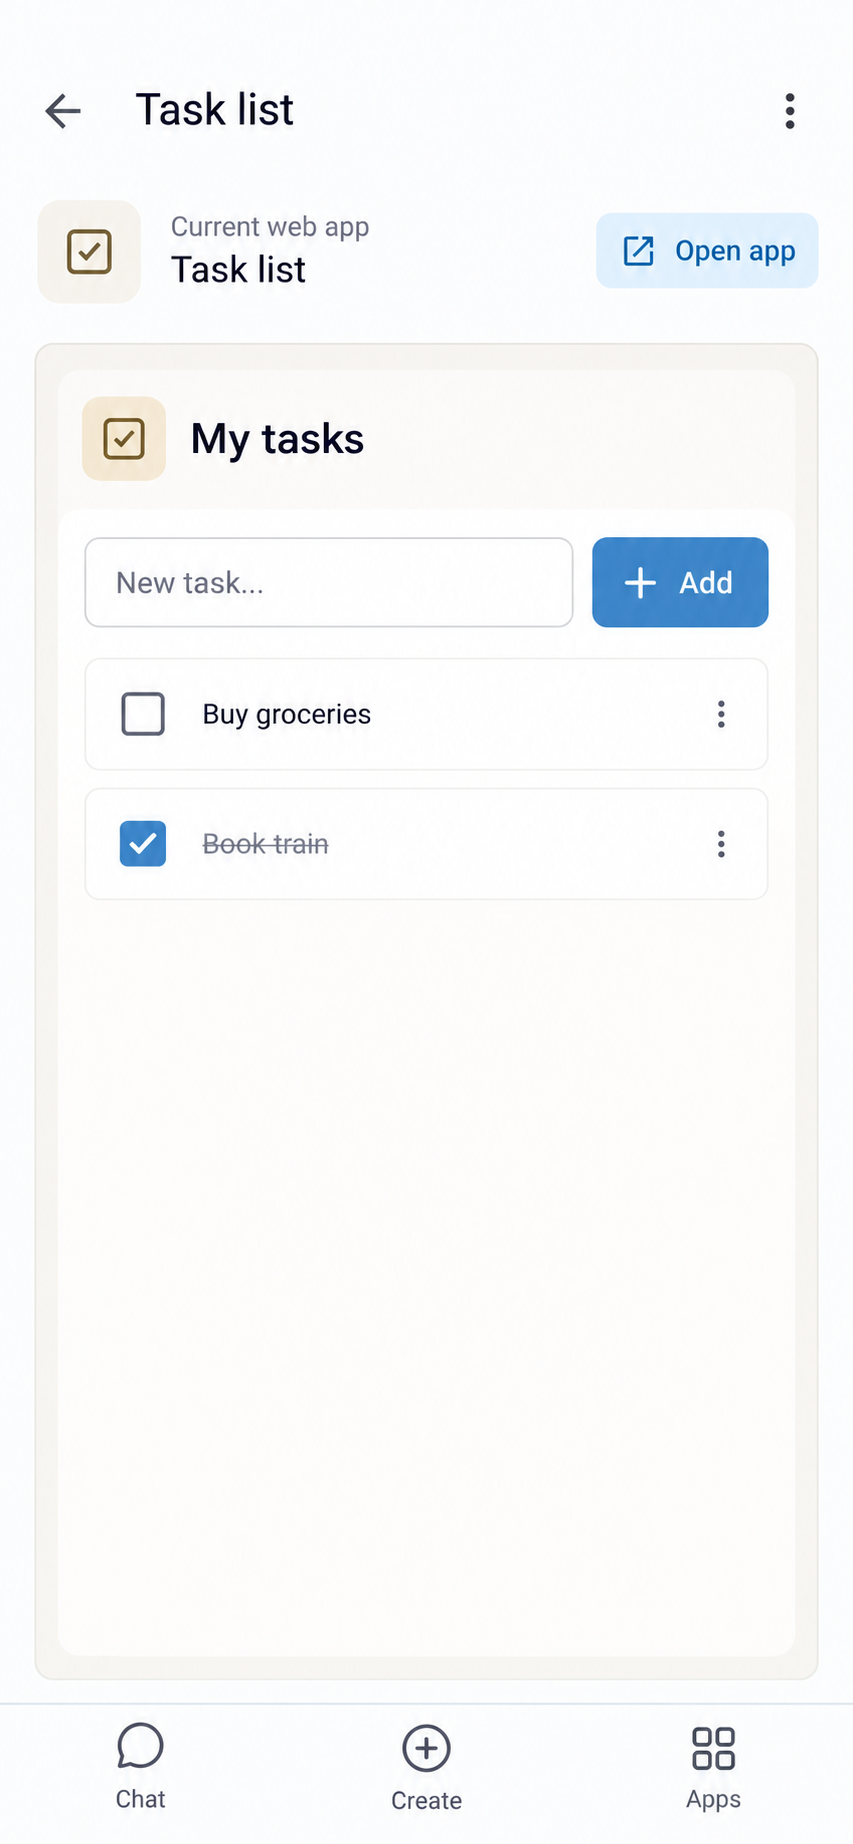 Task list
Current web app
Task list
Open app
My tasks
New task...
Add
Buy groceries
Book train
Chat
Create
Apps